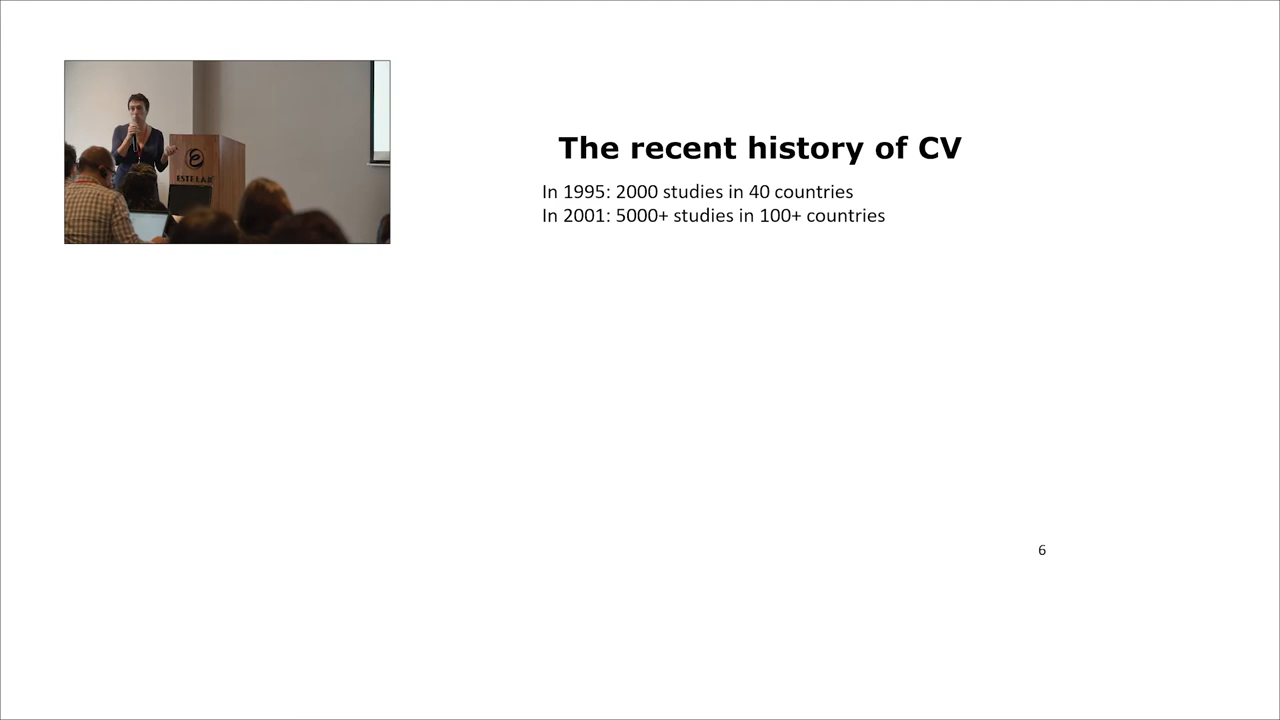 ESTELAR
The recent history of CV
In 1995: 2000 studies in 40 countries
In 2001: 5000+ studies in 100+ countries
6